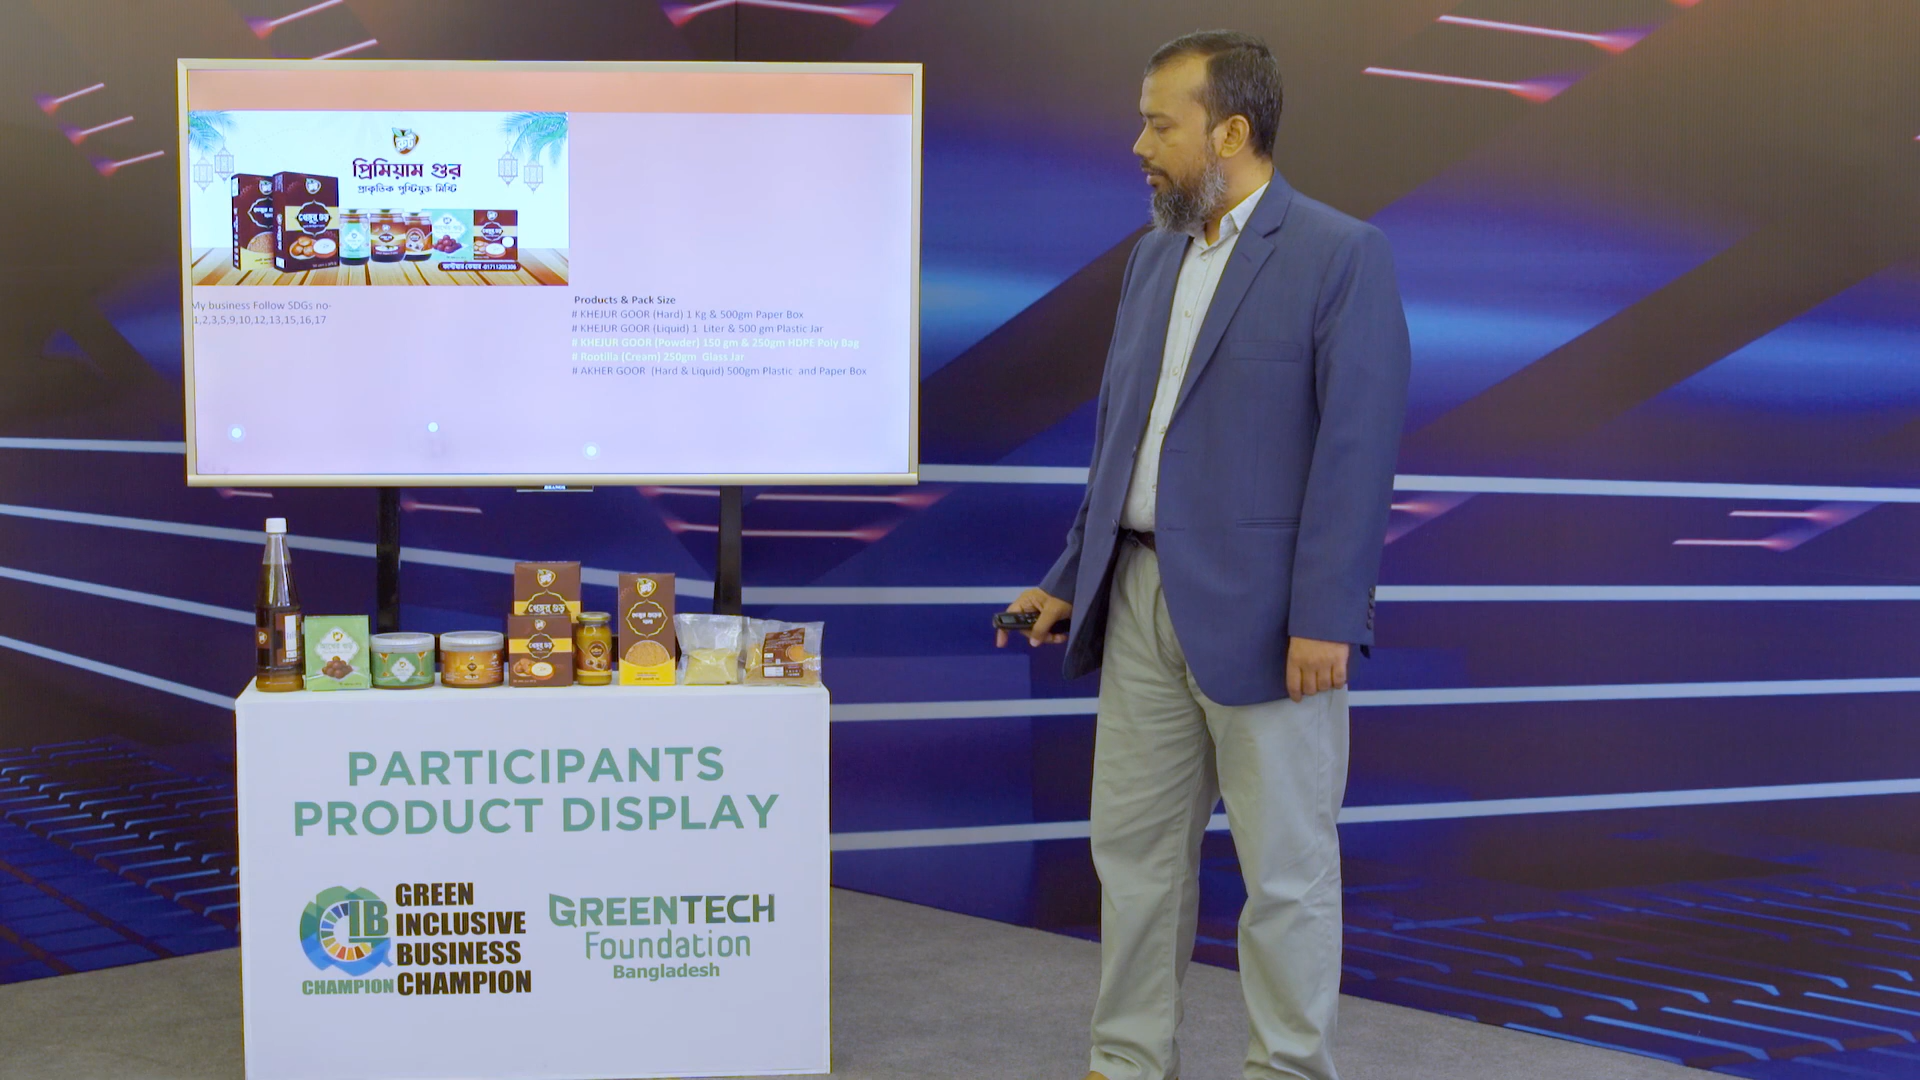 রুট
প্রিমিয়াম গুর
প্রাকৃতিক পুষ্টিযুক্ত মিষ্টি
খেজুর গুড়
My business Follow SDGs no-
1,2,3,5,9,10,12,13,15,16,17
Products & Pack Size
# KHEJUR GOOR (Hard) 1 Kg & 500gm Paper Box
# KHEJUR GOOR (Liquid) 1 Liter & 500 gm Plastic Jar
# KHEJUR GOOR (Powder) 150 gm & 250gm HDPE Poly Bag
# Rootilla (Cream) 250gm Glass Jar
# AKHER GOOR (Hard & Liquid) 500gm Plastic and Paper Box
খেজুর গুড়
খেজুর গুড়
PARTICIPANTS
PRODUCT DISPLAY
IB
CHAMPION
GREEN
INCLUSIVE
BUSINESS
CHAMPION
GREENTECH
Foundation
Bangladesh